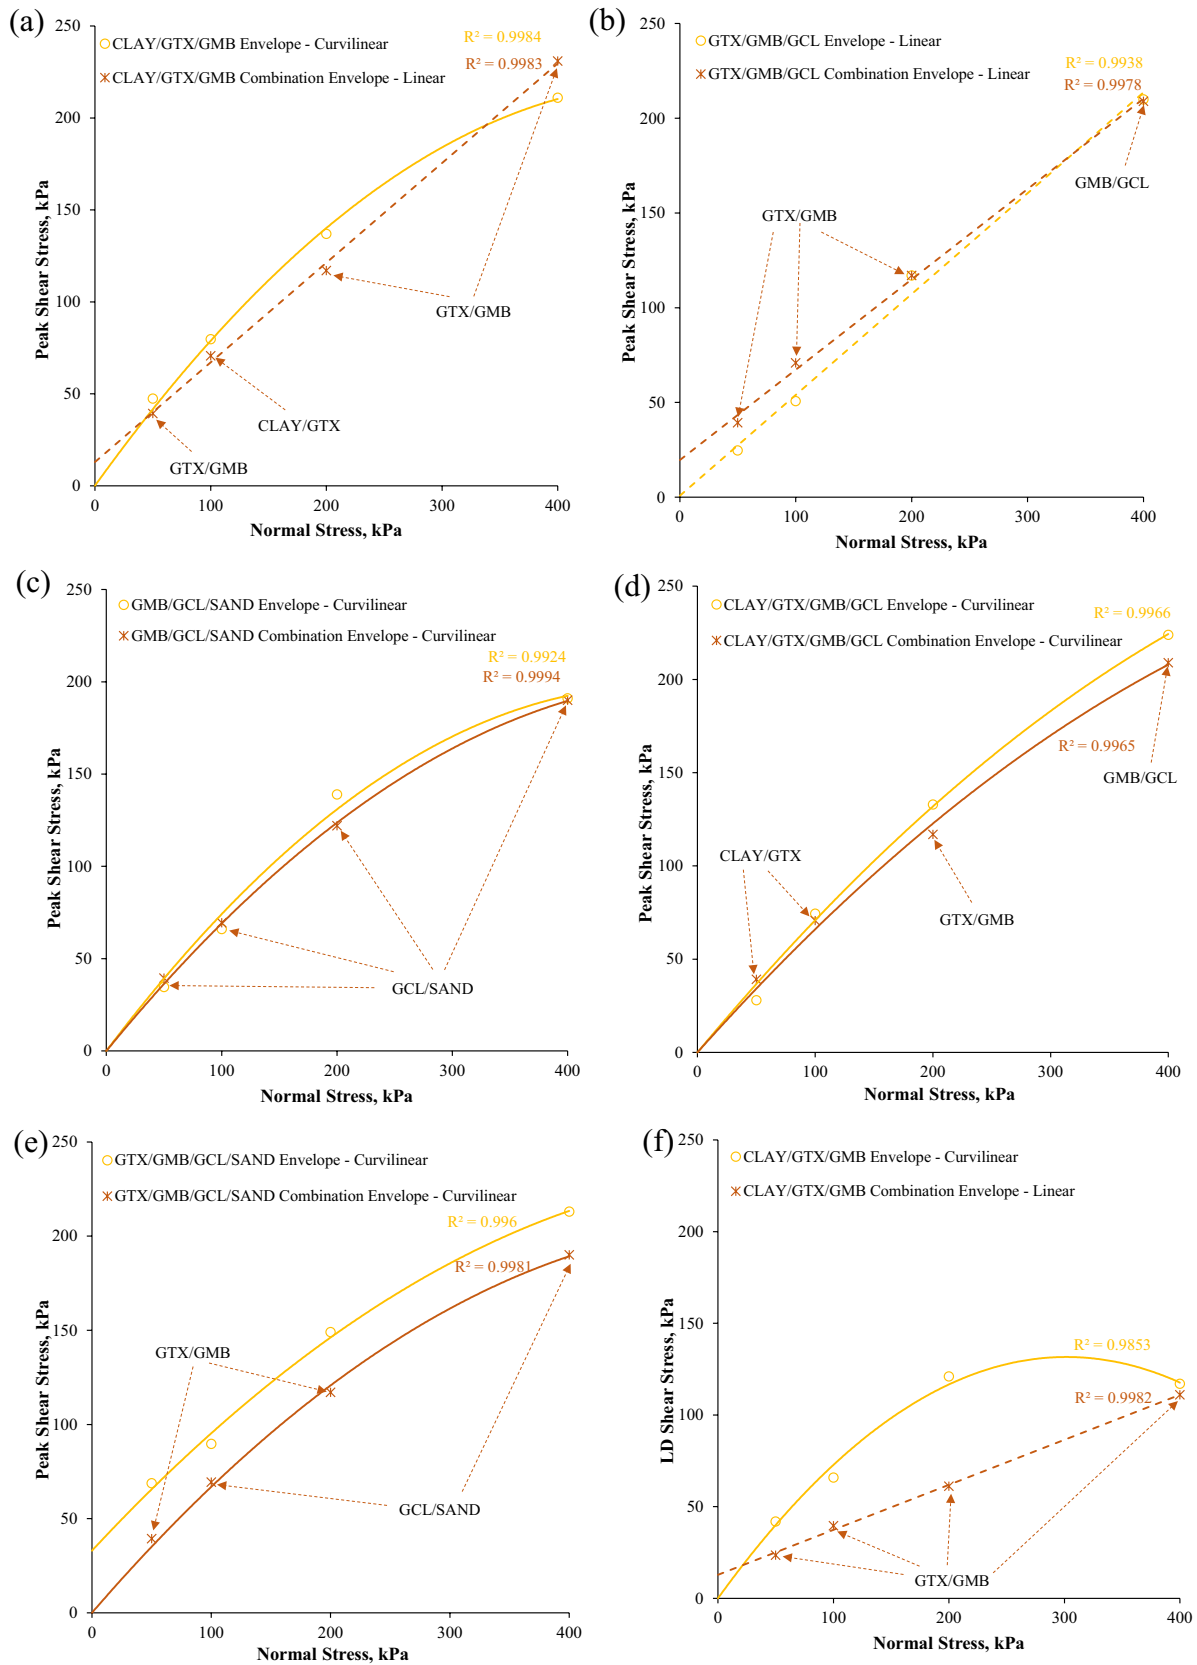 (a)
CLAY/GTX/GMB Envelope - Curvilinear
CLAY/GTX/GMB Combination Envelope - Linear
R² = 0.9984
R² = 0.9983
250
200
150
100
50
0
Peak Shear Stress, kPa
GTX/GMB
CLAY/GTX
GTX/GMB
0 100 200 300 400
Normal Stress, kPa
(b)
GTX/GMB/GCL Envelope - Linear
GTX/GMB/GCL Combination Envelope - Linear
R² = 0.9938
R² = 0.9978
250
200
150
100
50
0
Peak Shear Stress, kPa
GMB/GCL
GTX/GMB
0 100 200 300 400
Normal Stress, kPa
(c)
GMB/GCL/SAND Envelope - Curvilinear
GMB/GCL/SAND Combination Envelope - Curvilinear
R² = 0.9924
R² = 0.9994
250
200
150
100
50
0
Peak Shear Stress, kPa
GCL/SAND
0 100 200 300 400
Normal Stress, kPa
(d)
CLAY/GTX/GMB/GCL Envelope - Curvilinear
CLAY/GTX/GMB/GCL Combination Envelope - Curvilinear
R² = 0.9966
R² = 0.9965
250
200
150
100
50
0
Peak Shear Stress, kPa
GMB/GCL
CLAY/GTX
GTX/GMB
0 100 200 300 400
Normal Stress, kPa
(e)
GTX/GMB/GCL/SAND Envelope - Curvilinear
GTX/GMB/GCL/SAND Combination Envelope - Curvilinear
R² = 0.996
R² = 0.9981
250
200
150
100
50
0
Peak Shear Stress, kPa
GTX/GMB
GCL/SAND
0 100 200 300 400
Normal Stress, kPa
(f)
CLAY/GTX/GMB Envelope - Curvilinear
CLAY/GTX/GMB Combination Envelope - Linear
R² = 0.9853
R² = 0.9982
250
200
150
100
50
0
LD Shear Stress, kPa
GTX/GMB
0 100 200 300 400
Normal Stress, kPa